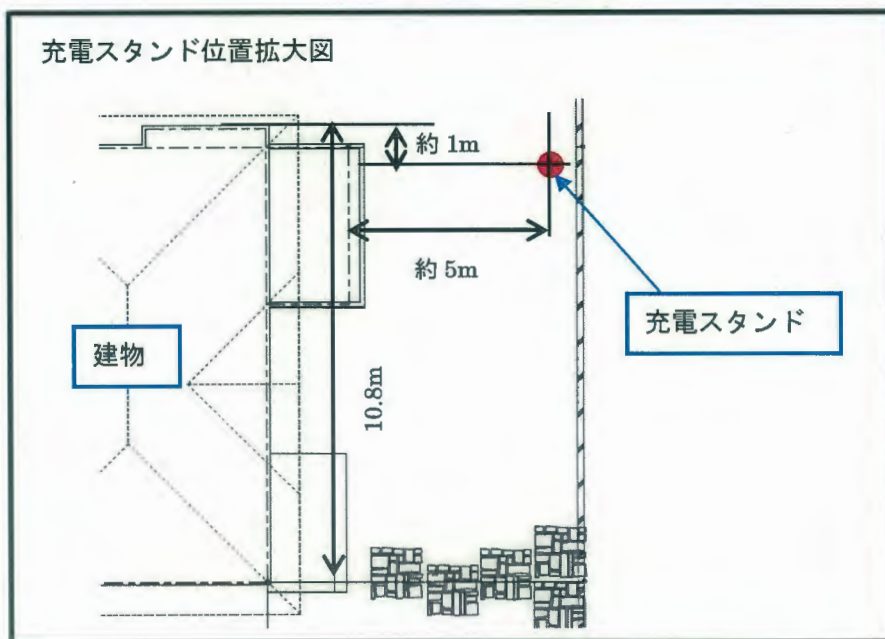 充電スタンド位置拡大図
約 1m
約 5m
充電スタンド
建物
10.8m